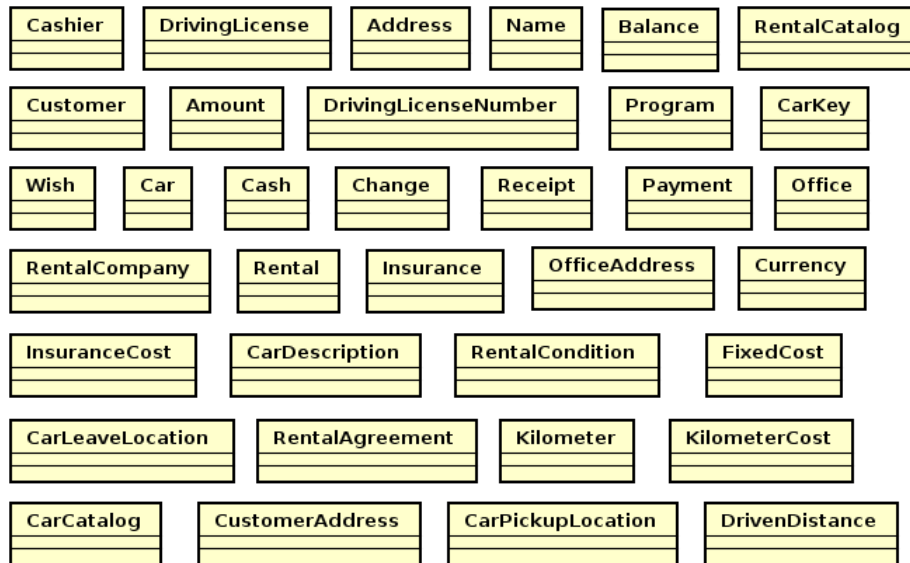 Cashier DrivingLicense Address Name Balance RentalCatalog
Customer Amount DrivingLicenseNumber Program CarKey
Wish Car Cash Change Receipt Payment Office
RentalCompany Rental Insurance OfficeAddress Currency
InsuranceCost CarDescription RentalCondition FixedCost
CarLeaveLocation RentalAgreement Kilometer KilometerCost
CarCatalog CustomerAddress CarPickupLocation DrivenDistance